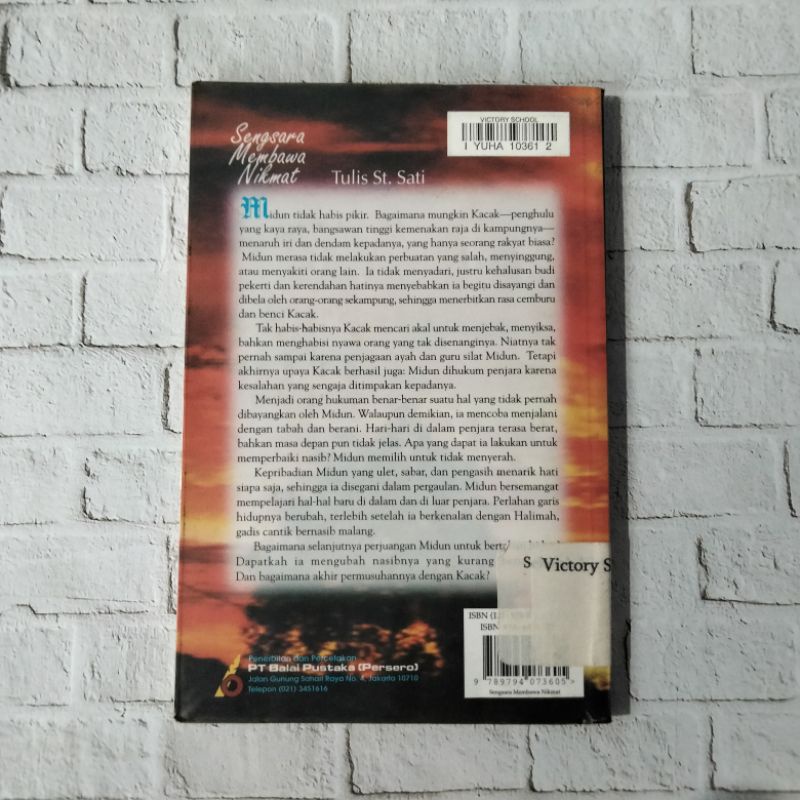 VICTORY SCHOOL
I YUHA 10361 2
Sengsara
Membawa
Nikmat
Tulis St. Sati
Midun tidak habis pikir. Bagaimana mungkin Kacak—penghulu
yang kaya raya, bangsawan tinggi kemenakan raja di kampungnya—
menaruh iri dan dendam kepadanya, yang hanya seorang rakyat biasa?
Midun merasa tidak melakukan perbuatan yang salah, menyinggung,
atau menyakiti orang lain. Ia tidak menyadari, justru kehalusan budi
pekerti dan kerendahan hatinya menyebabkan ia begitu disayangi dan
dibela oleh orang-orang sekampung, sehingga menerbitkan rasa cemburu
dan benci Kacak.
Tak habis-habisnya Kacak mencari akal untuk menjebak, menyiksa,
bahkan menghabisi nyawa orang yang tak disenanginya. Niatnya tak
pernah sampai karena penjagaan ayah dan guru silat Midun. Tetapi
akhirnya upaya Kacak berhasil juga: Midun dihukum penjara karena
kesalahan yang sengaja ditimpakan kepadanya.
Menjadi orang hukuman benar-benar suatu hal yang tidak pernah
dibayangkan oleh Midun. Walaupun demikian, ia mencoba menjalani
dengan tabah dan berani. Hari-hari di dalam penjara terasa berat,
bahkan masa depan pun tidak jelas. Apa yang dapat ia lakukan untuk
memperbaiki nasib? Midun memilih untuk tidak menyerah.
Kepribadian Midun yang ulet, sabar, dan pengasih menarik hati
siapa saja, sehingga ia disegani dalam pergaulan. Midun bersemangat
mempelajari hal-hal baru di dalam dan di luar penjara. Perlahan garis
hidupnya berubah, terlebih setelah ia berkenalan dengan Halimah,
gadis cantik bernasib malang.
Bagaimana selanjutnya perjuangan Midun untuk
Dapatkah ia mengubah nasibnya yang kurang
Dan bagaimana akhir permusuhannya dengan Kacak?
S Victory S
ISBN
ISBN
9 789794 073605 >
Sengsara Membawa Nikmat
Penerbitan dan Percetakan
PT Balai Pustaka (Persero)
Jalan Gunung Sahari Raya No. 4, Jakarta 10710
Telepon (021) 3451616